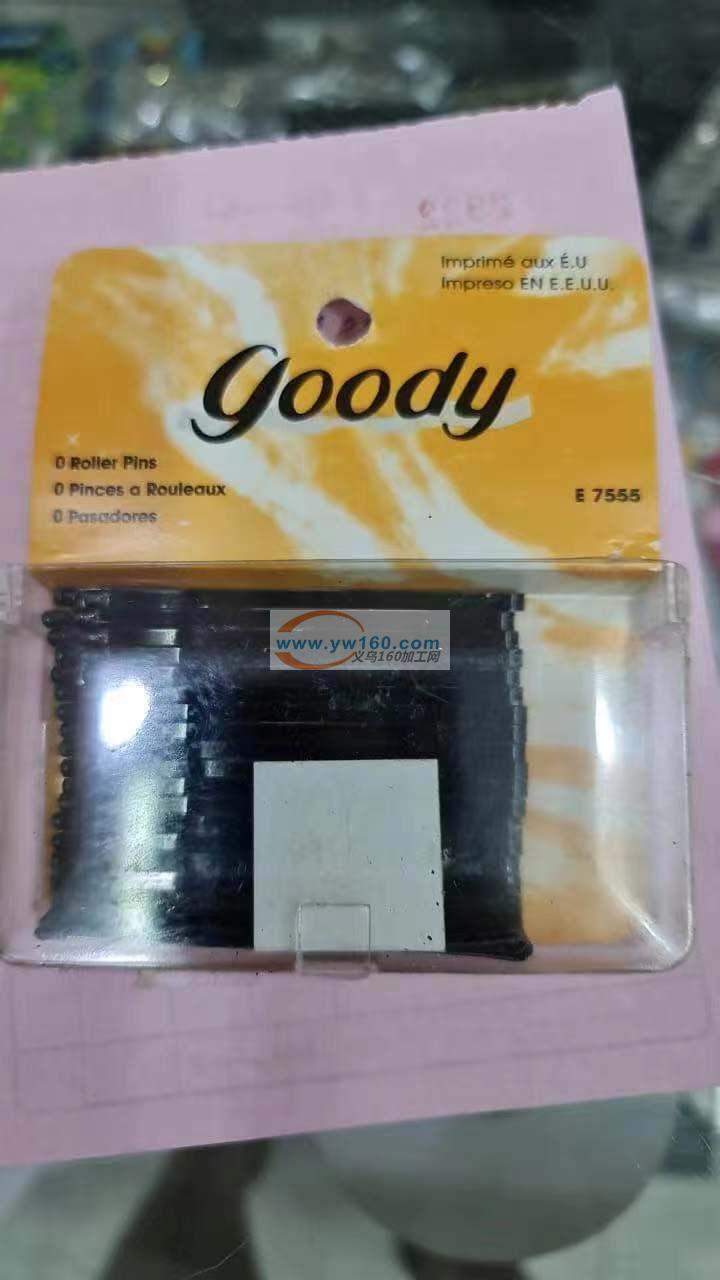 Imprimé aux É.U
Impreso EN E.E.U.U.
goody
0 Roller Pins
0 Pinces a Rouleaux
0 Pasadores
E 7555
www.yw160.com
义乌160加工网